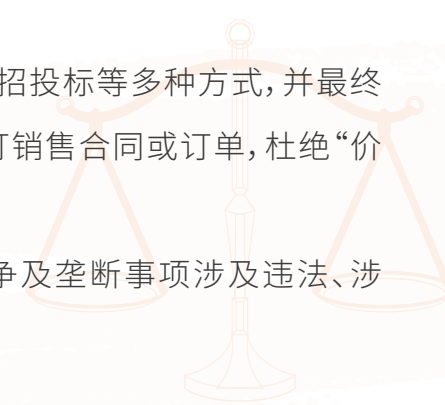 招投标等多种方式，并最终
订销售合同或订单，杜绝“价
争及垄断事项涉及违法、涉